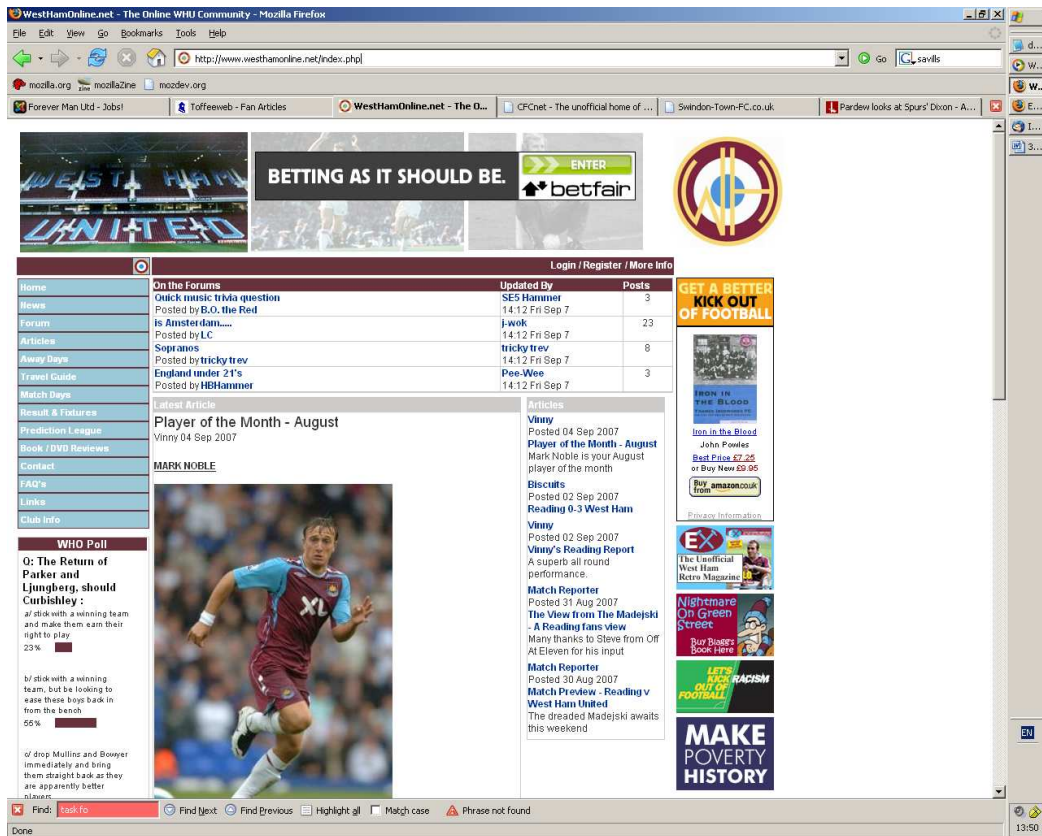 WestHamOnline.net - The Online WHU Community - Mozilla Firefox
File Edit View Go Bookmarks Tools Help
http://www.westhamonline.net/index.php
Go
savills
mozilla.org mozillaZine mozdev.org
Forever Man Utd - Jobs!
Toffeeweb - Fan Articles
WestHamOnline.net - The O...
CFCnet - The unofficial home of ...
Swindon-Town-FC.co.uk
Pardew looks at Spurs' Dixon - A...
WEST HAM
UNITED
BETTING AS IT SHOULD BE.
ENTER
betfair
Login / Register / More Info
Home
News
Forum
Articles
Away Days
Travel Guide
Match Days
Result & Fixtures
Prediction League
Book / DVD Reviews
Contact
FAQ's
Links
Club Info
On the Forums Updated By Posts
Quick music trivia question SE5 Hammer 3
Posted by B.O. the Red 14:12 Fri Sep 7
is Amsterdam..... j-wok 23
Posted by LC 14:12 Fri Sep 7
Sopranos tricky trev 8
Posted by tricky trev 14:12 Fri Sep 7
England under 21's Pee-Wee 3
Posted by HBHammer 14:12 Fri Sep 7
WHO Poll
Q: The Return of
Parker and
Ljungberg, should
Curbishley :
a/ stick with a winning team
and make them earn their
right to play
23%
b/ stick with a winning
team, but be looking to
ease these boys back in
from the bench
55%
c/ drop Mullins and Bowyer
immediately and bring
them straight back as they
are apparently better
players
Latest Article
Player of the Month - August
Vinny 04 Sep 2007
MARK NOBLE
XL
Articles
Vinny
Posted 04 Sep 2007
Player of the Month - August
Mark Noble is your August
player of the month
Biscuits
Posted 02 Sep 2007
Reading 0-3 West Ham
Vinny
Posted 02 Sep 2007
Vinny's Reading Report
A superb all round
performance.
Match Reporter
Posted 31 Aug 2007
The View from The Madejski
- A Reading fans view
Many thanks to Steve from Off
At Eleven for his input
Match Reporter
Posted 30 Aug 2007
Match Preview - Reading v
West Ham United
The dreaded Madejski awaits
this weekend
GET A BETTER
KICK OUT
OF FOOTBALL
IRON IN
THE BLOOD
Iron in the Blood
John Powles
Best Price £7.25
or Buy New £9.95
Buy from amazon.co.uk
Privacy Information
EX
The Unofficial
West Ham
Retro Magazine
Nightmare
On Green
Street
Buy Blagg's
Book Here
LET'S
KICK RACISM
OUT OF
FOOTBALL
MAKE
POVERTY
HISTORY
Find: task fo Find Next Find Previous Highlight all Match case Phrase not found
Done
d...
W...
W...
E...
I...
3...
EN
13:50